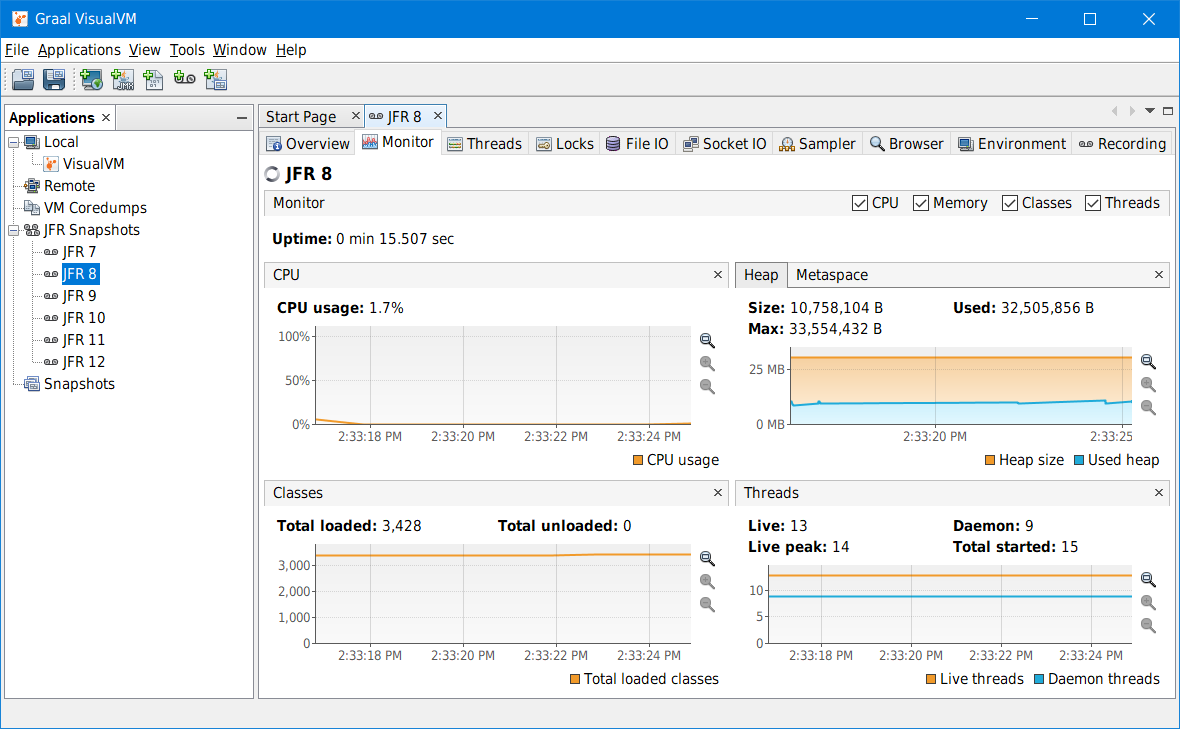 Graal VisualVM
File Applications View Tools Window Help
Applications
Local
VisualVM
Remote
VM Coredumps
JFR Snapshots
JFR 7
JFR 8
JFR 9
JFR 10
JFR 11
JFR 12
Snapshots
Start Page JFR 8
Overview Monitor Threads Locks File IO Socket IO Sampler Browser Environment Recording
JFR 8
Monitor CPU Memory Classes Threads
Uptime: 0 min 15.507 sec
CPU
CPU usage: 1.7%
100%
50%
0%
2:33:18 PM 2:33:20 PM 2:33:22 PM 2:33:24 PM
CPU usage
Heap Metaspace
Size: 10,758,104 B Used: 32,505,856 B
Max: 33,554,432 B
25 MB
0 MB
2:33:20 PM 2:33:25
Heap size Used heap
Classes
Total loaded: 3,428 Total unloaded: 0
3,000
2,000
1,000
0
2:33:18 PM 2:33:20 PM 2:33:22 PM 2:33:24 PM
Total loaded classes
Threads
Live: 13 Daemon: 9
Live peak: 14 Total started: 15
10
5
0
2:33:18 PM 2:33:20 PM 2:33:22 PM 2:33:24 PM
Live threads Daemon threads